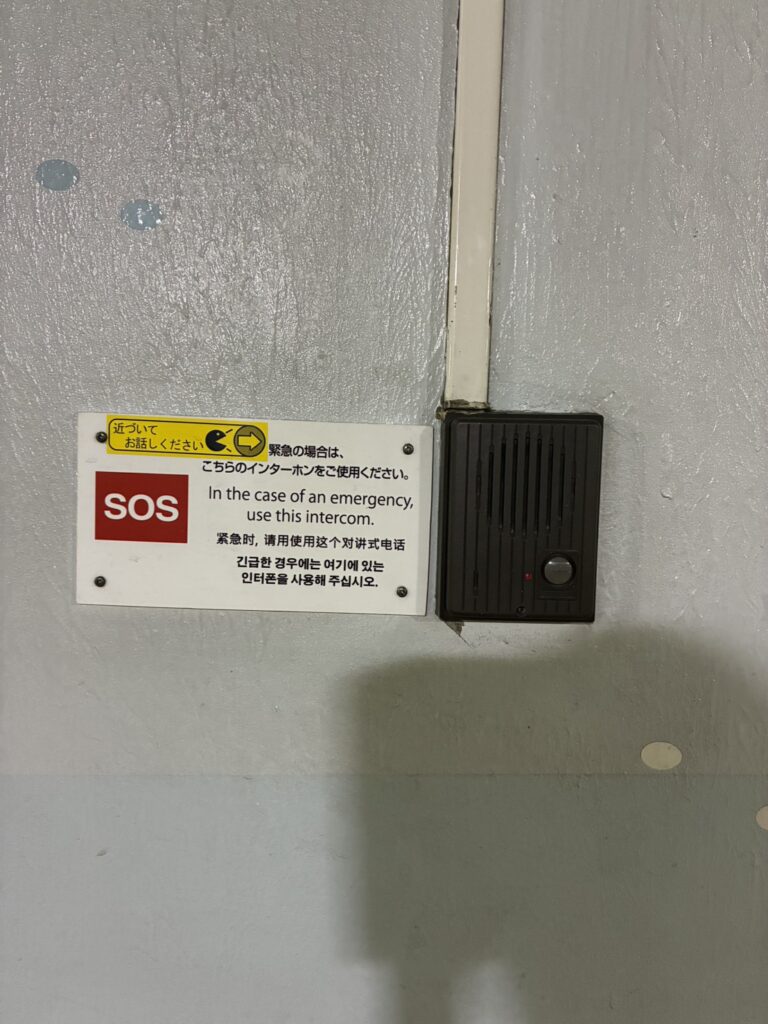 近づいて
お話しください
緊急の場合は、
こちらのインターホンをご使用ください。
SOS
In the case of an emergency,
use this intercom.
紧急时, 请用使用这个对讲式电话
긴급한 경우에는 여기에 있는
인터폰을 사용해 주십시오.